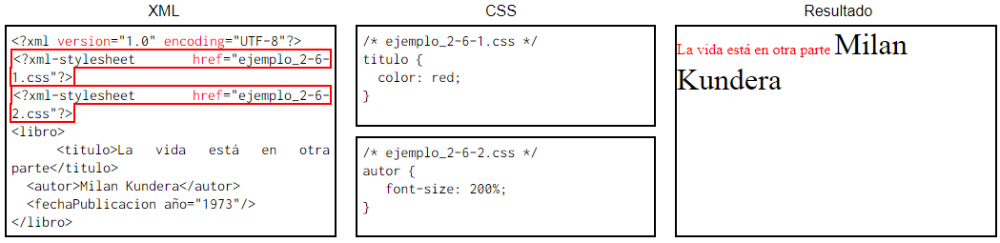 XML
<?xml version="1.0" encoding="UTF-8"?>
<?xml-stylesheet href="ejemplo_2-6-
1.css"?>
<?xml-stylesheet href="ejemplo_2-6-
2.css"?>
<libro>
<titulo>La vida está en otra
parte</titulo>
<autor>Milan Kundera</autor>
<fechaPublicacion año="1973"/>
</libro>
CSS
/* ejemplo_2-6-1.css */
titulo {
color: red;
}
/* ejemplo_2-6-2.css */
autor {
font-size: 200%;
}
Resultado
La vida está en otra parte Milan
Kundera